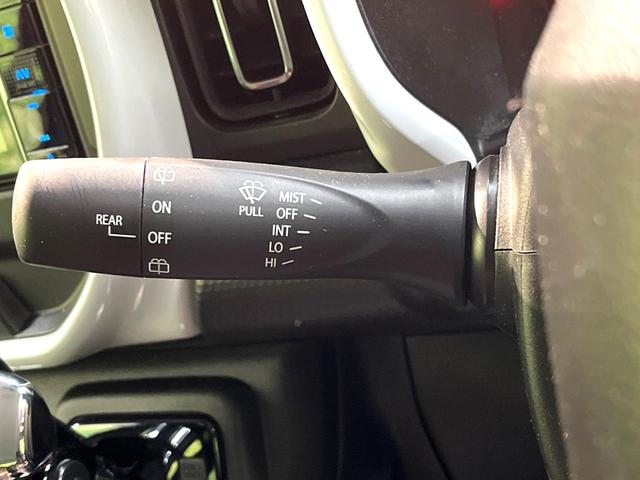 REAR
ON
OFF
PULL
MIST
OFF
INT
LO
HI